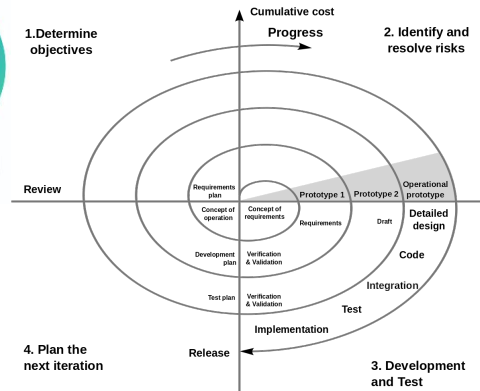 Cumulative cost
1.Determine
objectives
Progress
2. Identify and
resolve risks
Review
Requirements
plan
Prototype 1
Prototype 2
Operational
prototype
Concept of
operation
Concept of
requirements
Requirements
Draft
Detailed
design
Development
plan
Verification
& Validation
Code
Integration
Test plan
Verification
& Validation
Test
Implementation
4. Plan the
next iteration
Release
3. Development
and Test